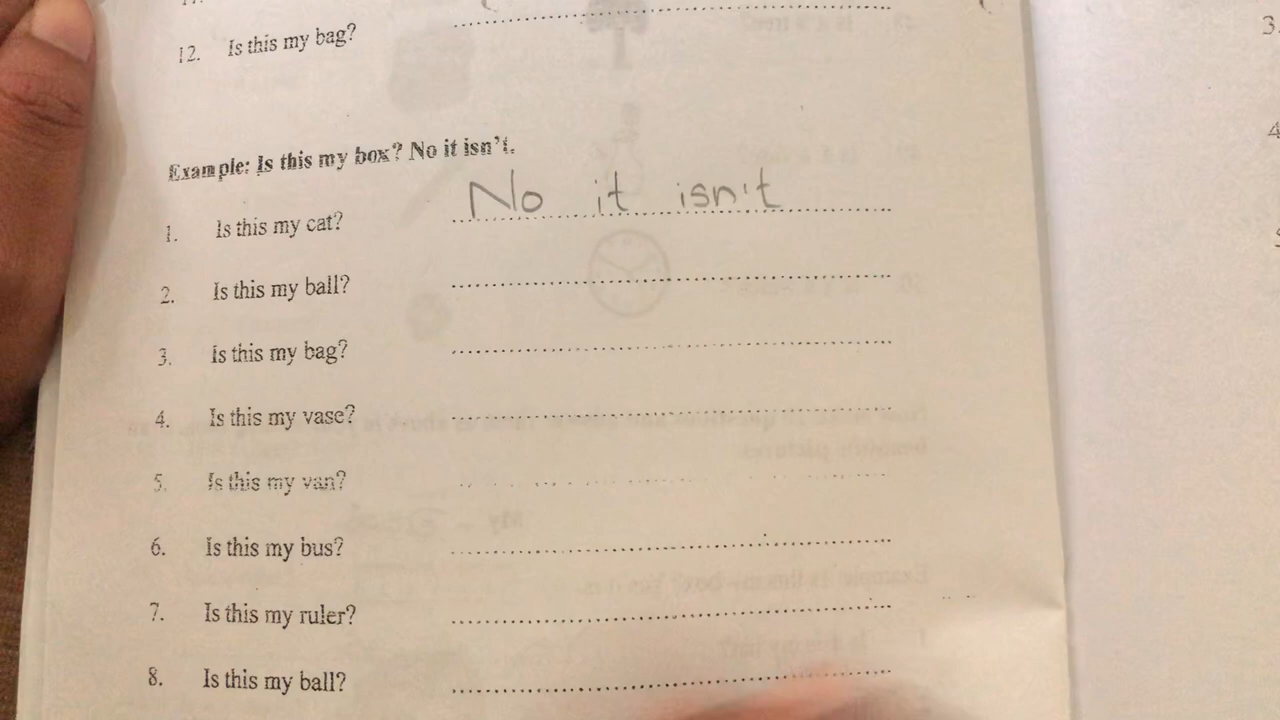 12. Is this my bag?
Example: Is this my box? No it isn't.
1. Is this my cat? No it isn't
2. Is this my ball?
3. Is this my bag?
4. Is this my vase?
5. Is this my van?
6. Is this my bus?
7. Is this my ruler?
8. Is this my ball?
3.
4